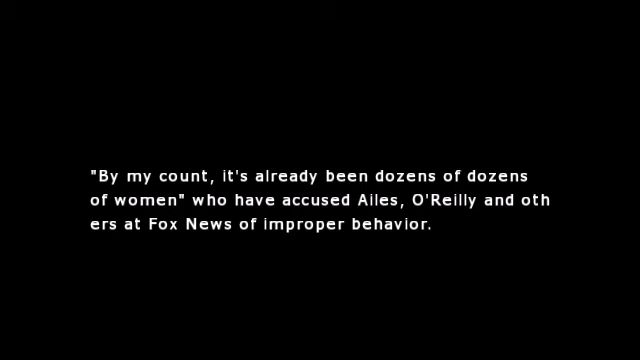 "By my count, it's already been dozens of dozens
of women" who have accused Ailes, O'Reilly and oth
ers at Fox News of improper behavior.